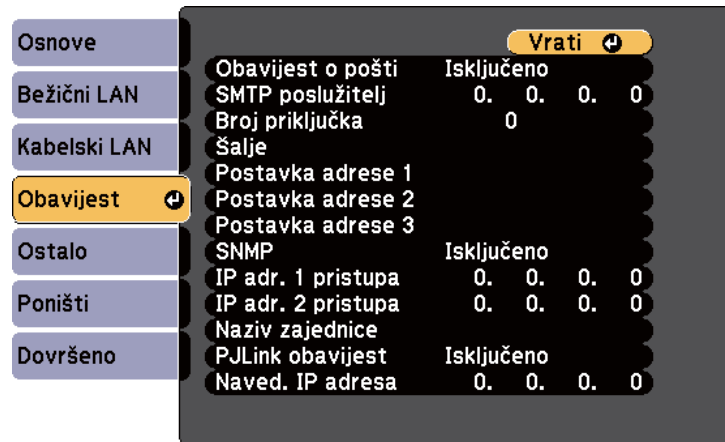 Osnove
Bežični LAN
Kabelski LAN
Obavijest
Ostalo
Poništi
Dovršeno
Vrati
Obavijest o pošti Isključeno
SMTP poslužitelj 0. 0. 0. 0
Broj priključka 0
Šalje
Postavka adrese 1
Postavka adrese 2
Postavka adrese 3
SNMP Isključeno
IP adr. 1 pristupa 0. 0. 0. 0
IP adr. 2 pristupa 0. 0. 0. 0
Naziv zajednice
PJLink obavijest Isključeno
Naved. IP adresa 0. 0. 0. 0